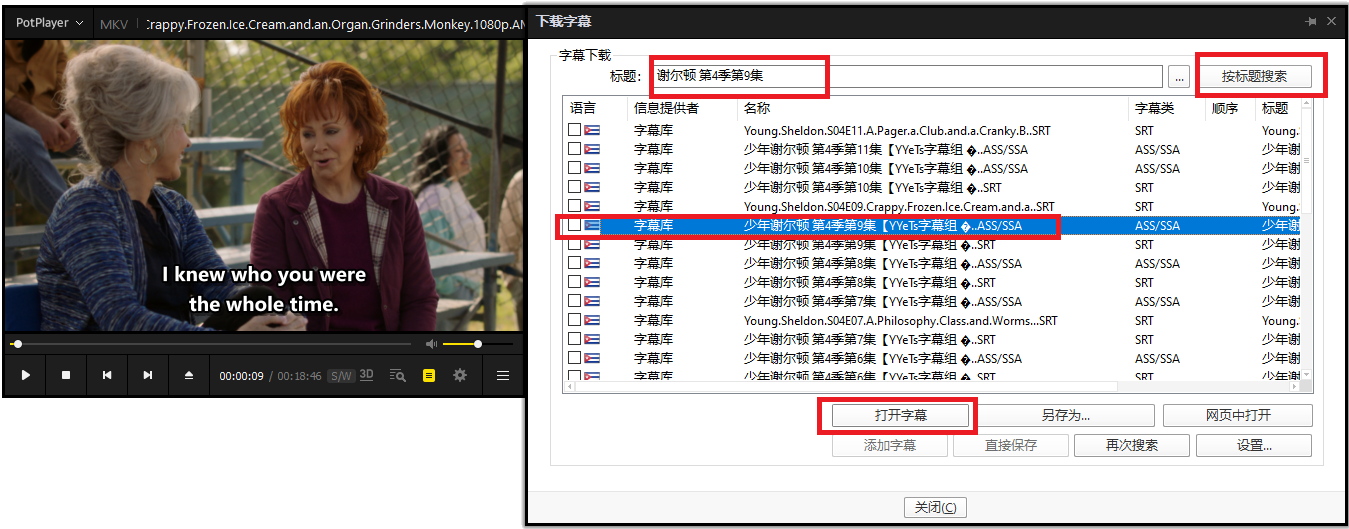 PotPlayer
MKV
Crappy.Frozen.Ice.Cream.and.an.Organ.Grinders.Monkey.1080p.AM
I knew who you were
the whole time.
00:00:09 / 00:18:46 S/W 3D
下载字幕
字幕下载
标题: 谢尔顿 第4季第9集 ... 按标题搜索
语言 信息提供者 名称 字幕类 顺序 标题
字幕库 Young.Sheldon.S04E11.A.Pager.a.Club.and.a.Cranky.B..SRT SRT Young.
字幕库 少年谢尔顿 第4季第11集【YYeTs字幕组 �..ASS/SSA ASS/SSA 少年谢
字幕库 少年谢尔顿 第4季第10集【YYeTs字幕组 �..ASS/SSA ASS/SSA 少年谢
字幕库 少年谢尔顿 第4季第10集【YYeTs字幕组 �..SRT SRT 少年谢
字幕库 Young.Sheldon.S04E09.Crappy.Frozen.Ice.Cream.and.a..SRT SRT Young.
字幕库 少年谢尔顿 第4季第9集【YYeTs字幕组 �..ASS/SSA ASS/SSA 少年谢
字幕库 少年谢尔顿 第4季第9集【YYeTs字幕组 �..SRT SRT 少年谢
字幕库 少年谢尔顿 第4季第8集【YYeTs字幕组 �..ASS/SSA ASS/SSA 少年谢
字幕库 少年谢尔顿 第4季第8集【YYeTs字幕组 �..SRT SRT 少年谢
字幕库 少年谢尔顿 第4季第7集【YYeTs字幕组 �..ASS/SSA ASS/SSA 少年谢
字幕库 Young.Sheldon.S04E07.A.Philosophy.Class.and.Worms...SRT SRT Young.
字幕库 少年谢尔顿 第4季第7集【YYeTs字幕组 �..SRT SRT 少年谢
字幕库 少年谢尔顿 第4季第6集【YYeTs字幕组 �..ASS/SSA ASS/SSA 少年谢
字幕库 少年谢尔顿 第4季第6集【YYeTs字幕组 �..SRT SRT 少年谢
打开字幕 另存为... 网页中打开
添加字幕 直接保存 再次搜索 设置...
关闭(C)